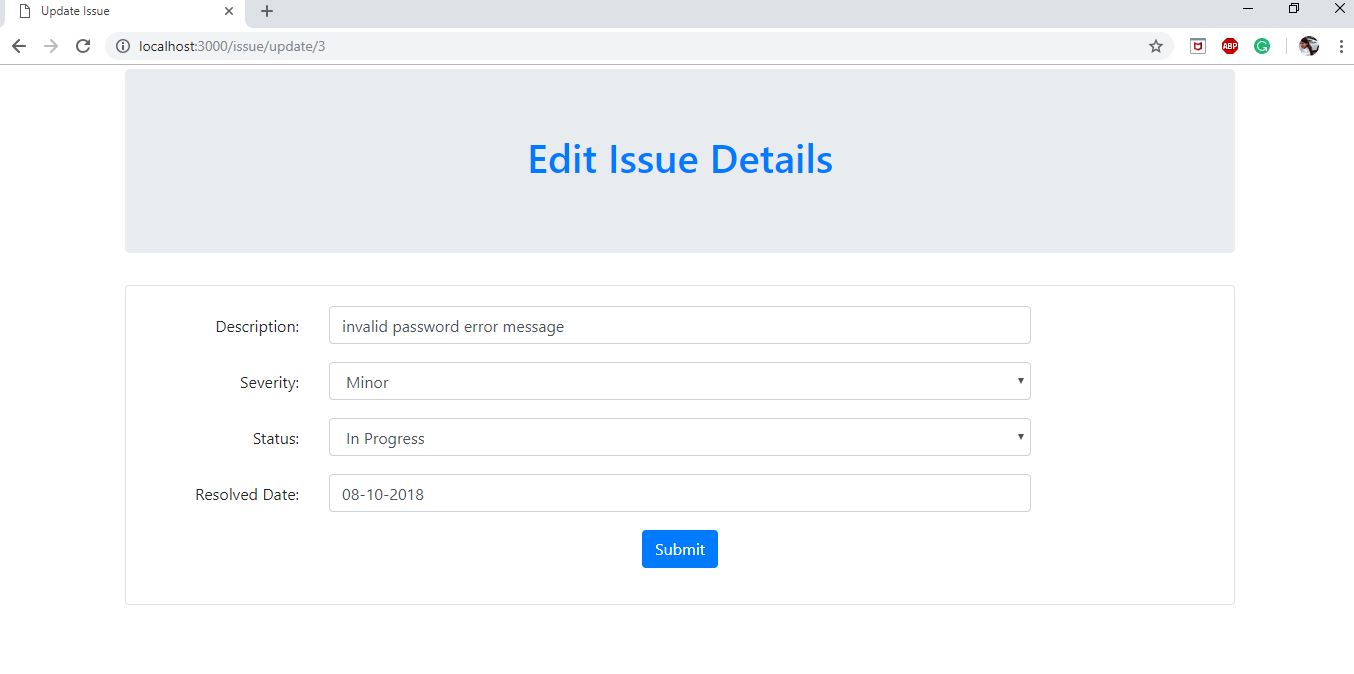 Update Issue
localhost:3000/issue/update/3
ABP
G
Edit Issue Details
Description: invalid password error message
Severity: Minor
Status: In Progress
Resolved Date: 08-10-2018
Submit